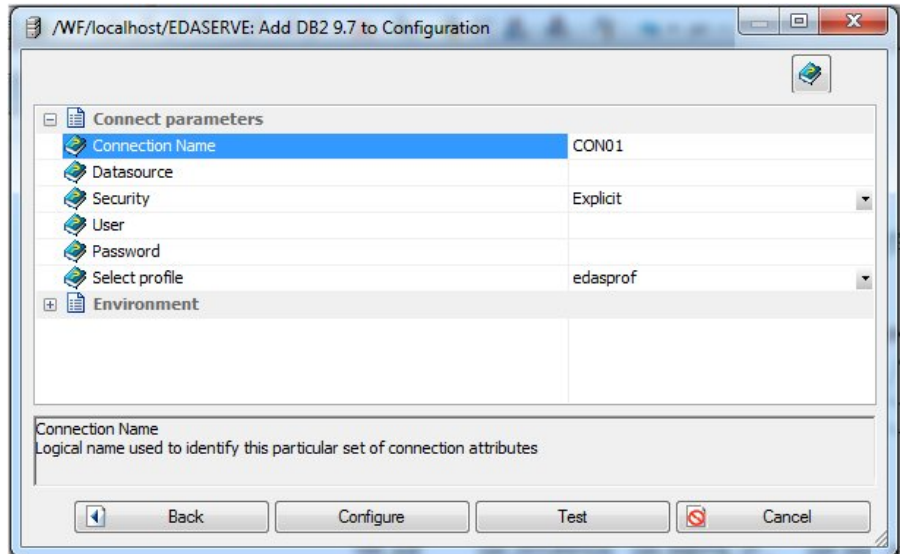 /WF/localhost/EDASERVE: Add DB2 9.7 to Configuration
Connect parameters
Connection Name CON01
Datasource
Security Explicit
User
Password
Select profile edasprof
Environment
Connection Name
Logical name used to identify this particular set of connection attributes
Back Configure Test Cancel